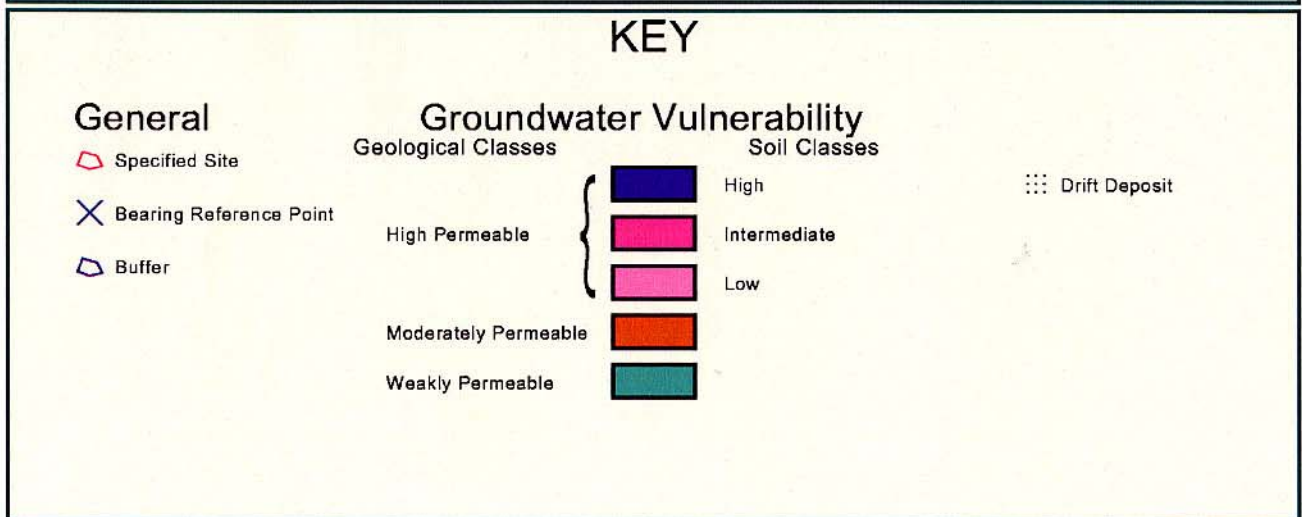 KEY
General
Specified Site
Bearing Reference Point
Buffer
Groundwater Vulnerability
Geological Classes
Soil Classes
High Permeable
High
Intermediate
Low
Moderately Permeable
Weakly Permeable
Drift Deposit